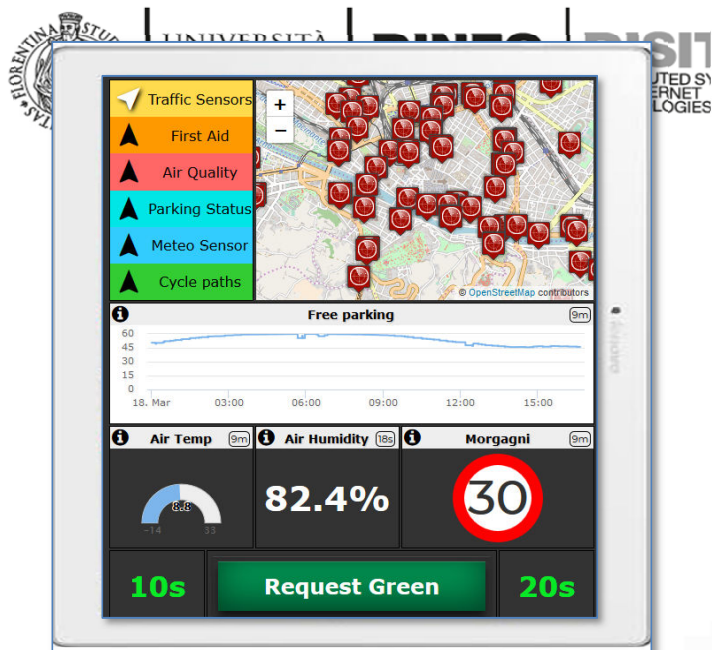 UNIVERSITÀ
DISIT
FLORENTINA
UTED SY
ERNET
LOGIES
Traffic Sensors
First Aid
Air Quality
Parking Status
Meteo Sensor
Cycle paths
+
−
© OpenStreetMap contributors
Free parking
9m
60
45
30
15
0
18. Mar
03:00
06:00
09:00
12:00
15:00
Air Temp
9m
Air Humidity
18s
Morgagni
9m
8.8
-14
33
82.4%
30
10s
Request Green
20s
lenovo